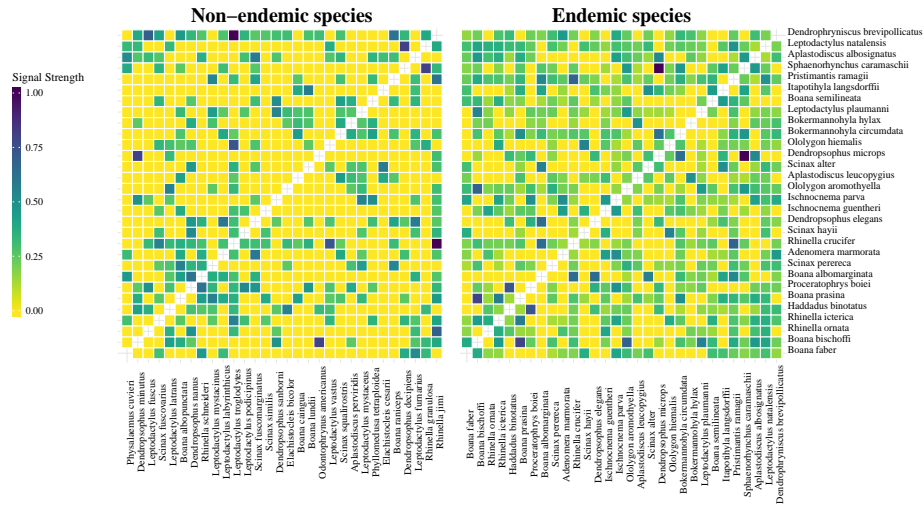 Non−endemic species
Endemic species
Signal Strength
1.00
0.75
0.50
0.25
0.00
Dendrophryniscus brevipollicatus
Leptodactylus natalensis
Aplastodiscus albosignatus
Sphaenorhynchus caramaschii
Pristimantis ramagii
Itapotihyla langsdorffii
Boana semilineata
Leptodactylus plaumanni
Bokermannohyla hylax
Bokermannohyla circumdata
Ololygon hiemalis
Dendropsophus microps
Scinax alter
Aplastodiscus leucopygius
Ololygon aromothyella
Ischnocnema parva
Ischnocnema guentheri
Dendropsophus elegans
Scinax hayii
Rhinella crucifer
Adenomera marmorata
Scinax perereca
Boana albomarginata
Proceratophrys boiei
Boana prasina
Haddadus binotatus
Rhinella icterica
Rhinella ornata
Boana bischoffi
Boana faber
Physalaemus cuvieri
Dendropsophus minutus
Leptodactylus fuscus
Scinax fuscovarius
Leptodactylus latrans
Boana albopunctata
Dendropsophus nanus
Rhinella schneideri
Leptodactylus mystacinus
Leptodactylus labyrinthicus
Leptodactylus troglodytes
Leptodactylus podicipinus
Scinax fuscomarginatus
Scinax similis
Dendropsophus sanborni
Elachistcleis bicolor
Boana caingua
Boana lundii
Odontophrynus americanus
Leptodactylus vastus
Scinax squalirostris
Aplastodiscus perviridis
Leptodactylus mystaceus
Phyllomedusa tetraploidea
Elachistcleis cesarii
Boana raniceps
Dendropsophus decipiens
Leptodactylus furnarius
Rhinella granulosa
Rhinella jimi
Boana faber
Boana bischoffi
Rhinella ornata
Rhinella icterica
Haddadus binotatus
Boana prasina
Proceratophrys boiei
Boana albomarginata
Scinax perereca
Adenomera marmorata
Rhinella crucifer
Scinax hayii
Dendropsophus elegans
Ischnocnema guentheri
Ischnocnema parva
Ololygon aromothyella
Aplastodiscus leucopygius
Scinax alter
Dendropsophus microps
Ololygon hiemalis
Bokermannohyla circumdata
Bokermannohyla hylax
Leptodactylus plaumanni
Boana semilineata
Itapotihyla langsdorffii
Pristimantis ramagii
Sphaenorhynchus caramaschii
Aplastodiscus albosignatus
Leptodactylus natalensis
Dendrophryniscus brevipollicatus